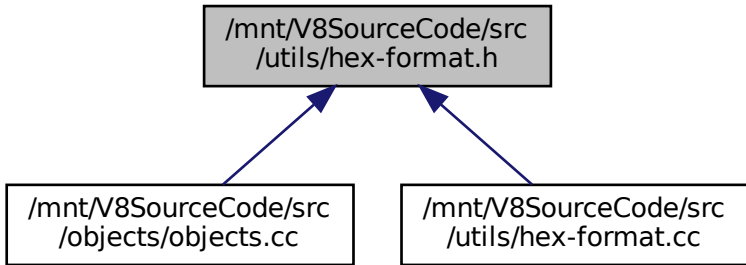 /mnt/V8SourceCode/src
/utils/hex-format.h
/mnt/V8SourceCode/src
/objects/objects.cc
/mnt/V8SourceCode/src
/utils/hex-format.cc